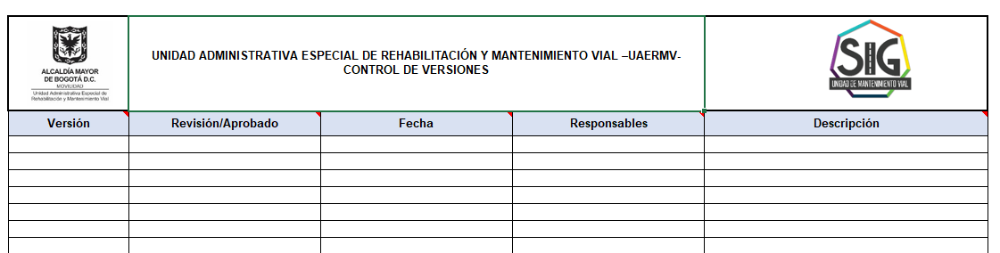 ALCALDÍA MAYOR
DE BOGOTÁ D.C.
MOVILIDAD
Unidad Administrativa Especial de
Rehabilitación y Mantenimiento Vial
UNIDAD ADMINISTRATIVA ESPECIAL DE REHABILITACIÓN Y MANTENIMIENTO VIAL –UAERMV-
CONTROL DE VERSIONES
SIG
UNIDAD DE MANTENIMIENTO VIAL
Versión Revisión/Aprobado Fecha Responsables Descripción